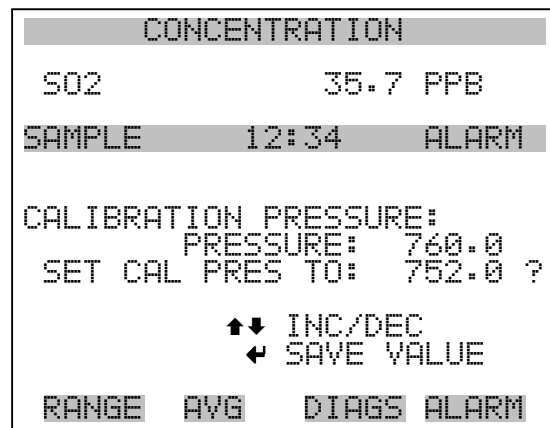 CONCENTRATION
SO2 35.7 PPB
SAMPLE 12:34 ALARM
CALIBRATION PRESSURE:
PRESSURE: 760.0
SET CAL PRES TO: 752.0 ?
INC/DEC
SAVE VALUE
RANGE AVG DIAGS ALARM